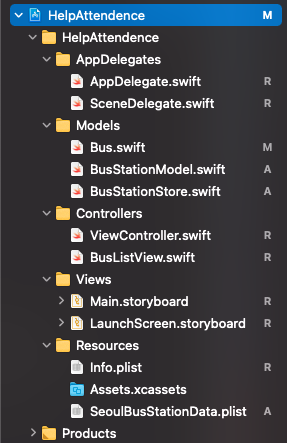 HelpAttendence M
HelpAttendence
AppDelegates
AppDelegate.swift R
SceneDelegate.swift R
Models
Bus.swift M
BusStationModel.swift A
BusStationStore.swift A
Controllers
ViewController.swift R
BusListView.swift R
Views
Main.storyboard R
LaunchScreen.storyboard R
Resources
Info.plist R
Assets.xcassets
SeoulBusStationData.plist A
Products